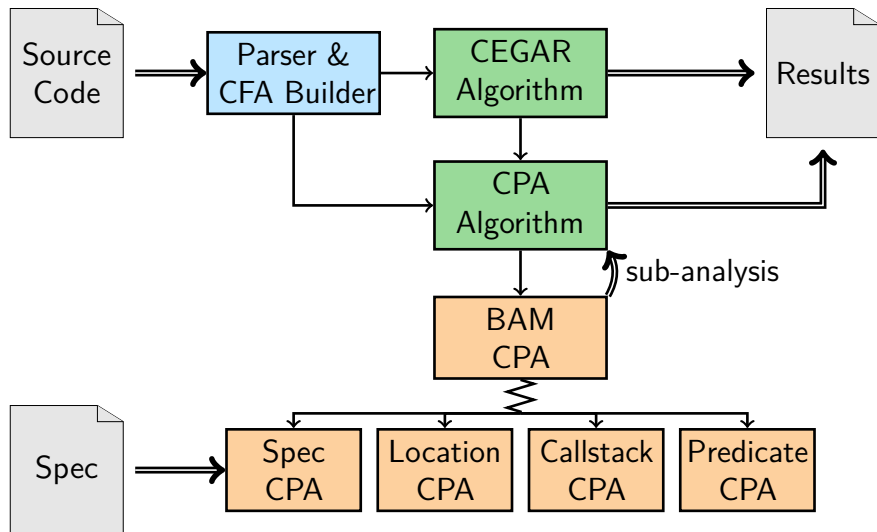 Source
Code
Parser &
CFA Builder
CEGAR
Algorithm
Results
CPA
Algorithm
sub-analysis
BAM
CPA
Spec
Spec
CPA
Location
CPA
Callstack
CPA
Predicate
CPA